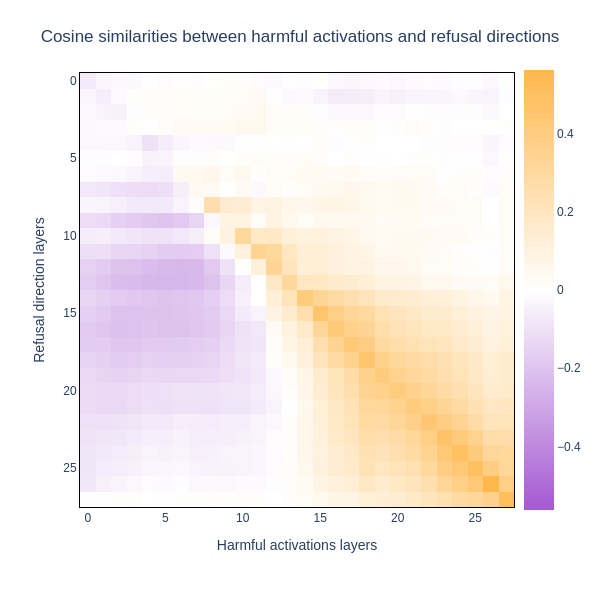 Cosine similarities between harmful activations and refusal directions
0
5
10
15
20
25
Refusal direction layers
0 5 10 15 20 25
Harmful activations layers
0.4
0.2
0
−0.2
−0.4